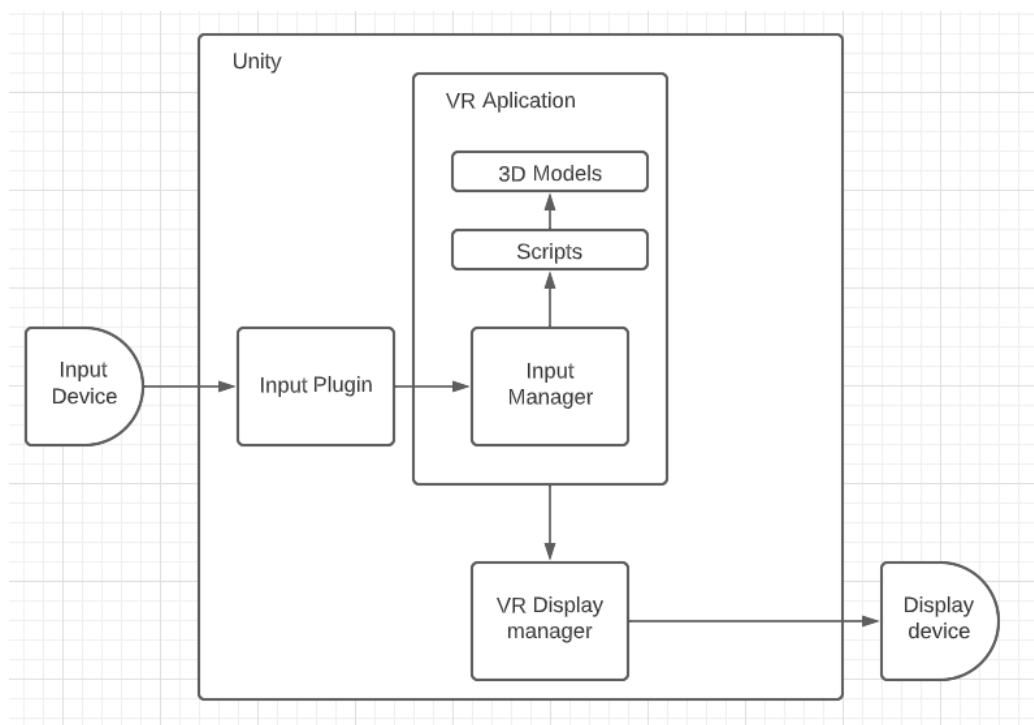 Unity
VR Aplication
3D Models
Scripts
Input
Device
Input Plugin
Input
Manager
VR Display
manager
Display
device